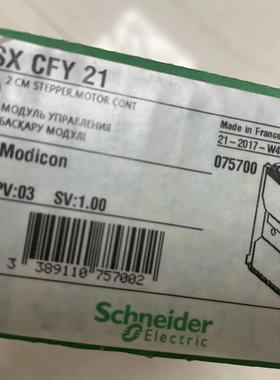 SX CFY 21
2 CM STEPPER.MOTOR CONT
МОДУЛЬ УПРАВЛЕНИЯ
БАСҚАРУ МОДУЛІ
Modicon
Made in France
21-2017-W4
075700
PV:03 SV:1.00
3 389110 757002
Schneider
Electric